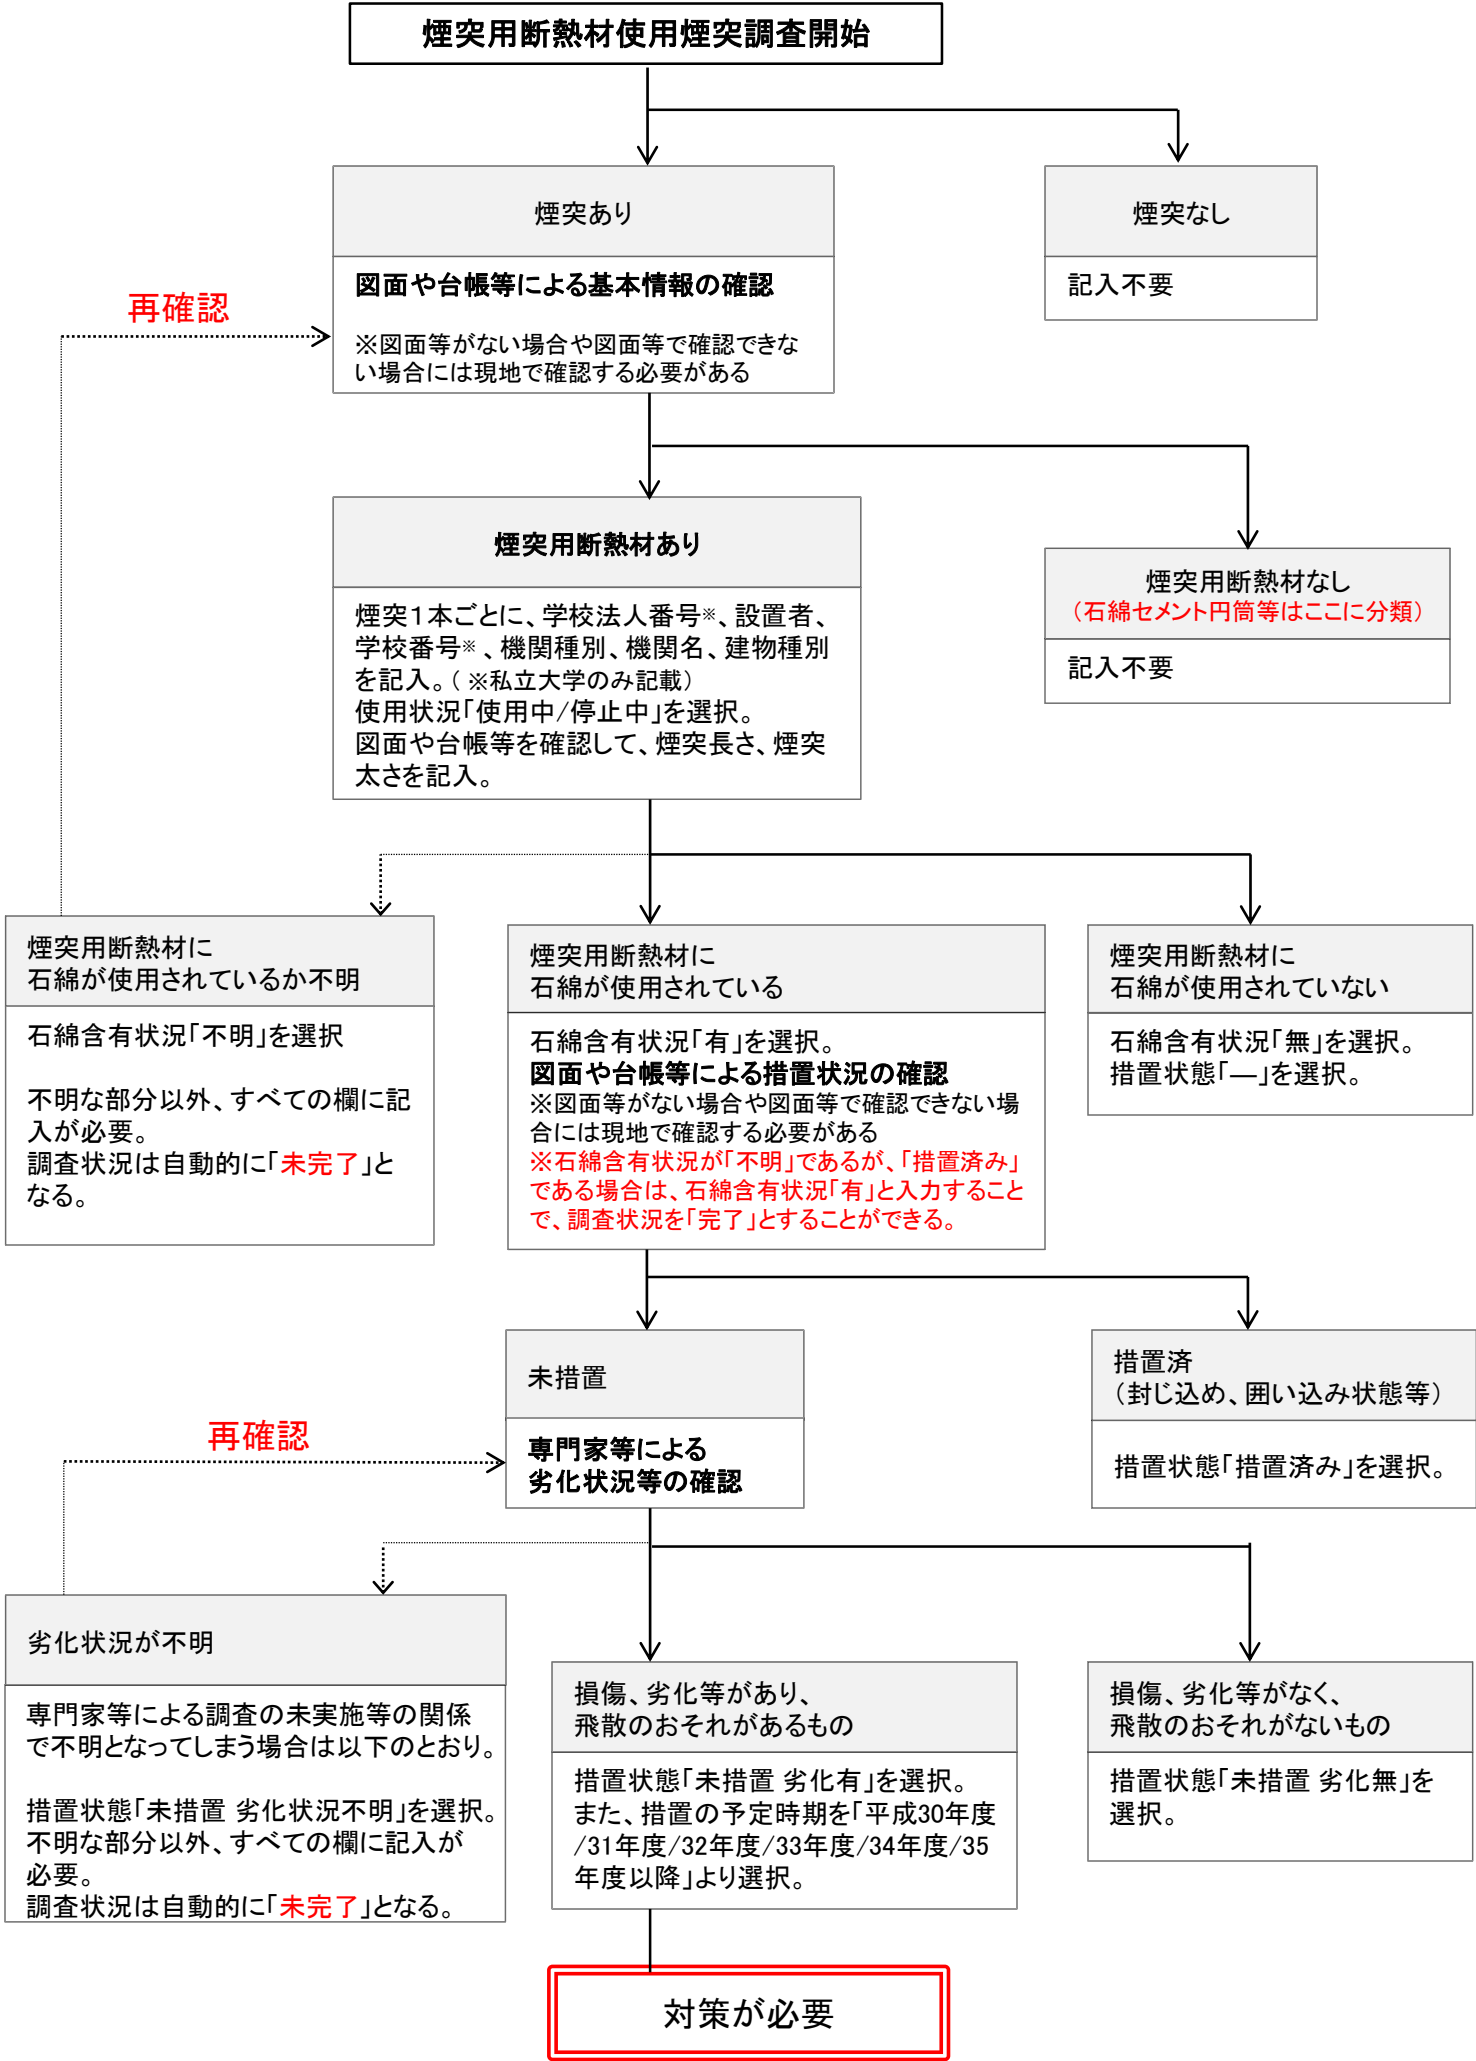 煙突用断熱材使用煙突調査開始
煙突あり
図面や台帳等による基本情報の確認
※図面等がない場合や図面等で確認できな
い場合には現地で確認する必要がある
煙突なし
記入不要
再確認
煙突用断熱材あり
煙突1本ごとに、学校法人番号※、設置者、
学校番号※、機関種別、機関名、建物種別
を記入。(※私立大学のみ記載)
使用状況「使用中/停止中」を選択。
図面や台帳等を確認して、煙突長さ、煙突
太さを記入。
煙突用断熱材なし
(石綿セメント円筒等はここに分類)
記入不要
煙突用断熱材に
石綿が使用されているか不明
石綿含有状況「不明」を選択
不明な部分以外、すべての欄に記
入が必要。
調査状況は自動的に「未完了」と
なる。
煙突用断熱材に
石綿が使用されている
石綿含有状況「有」を選択。
図面や台帳等による措置状況の確認
※図面等がない場合や図面等で確認できない場
合には現地で確認する必要がある
※石綿含有状況が「不明」であるが、「措置済み」
である場合は、石綿含有状況「有」と入力すること
で、調査状況を「完了」とすることができる。
煙突用断熱材に
石綿が使用されていない
石綿含有状況「無」を選択。
措置状態「―」を選択。
未措置
専門家等による
劣化状況等の確認
措置済
(封じ込め、囲い込み状態等)
措置状態「措置済み」を選択。
再確認
劣化状況が不明
専門家等による調査の未実施等の関係
で不明となってしまう場合は以下のとおり。
措置状態「未措置 劣化状況不明」を選択。
不明な部分以外、すべての欄に記入が
必要。
調査状況は自動的に「未完了」となる。
損傷、劣化等があり、
飛散のおそれがあるもの
措置状態「未措置 劣化有」を選択。
また、措置の予定時期を「平成30年度
/31年度/32年度/33年度/34年度/35
年度以降」より選択。
損傷、劣化等がなく、
飛散のおそれがないもの
措置状態「未措置 劣化無」を
選択。
対策が必要